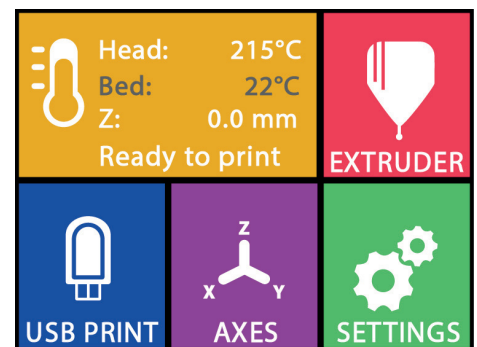 Head: 215°C
Bed: 22°C
Z: 0.0 mm
Ready to print
EXTRUDER
USB PRINT
Z
X Y
AXES
SETTINGS